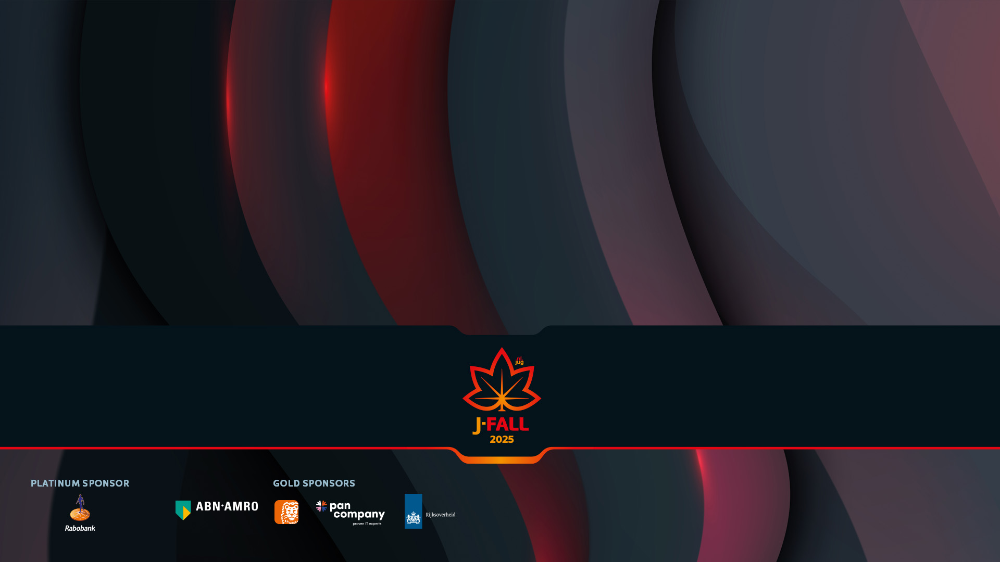 nl
jug
J-FALL
2025
PLATINUM SPONSOR
GOLD SPONSORS
Rabobank
ABN·AMRO
pan
company
proven IT experts
Rijksoverheid